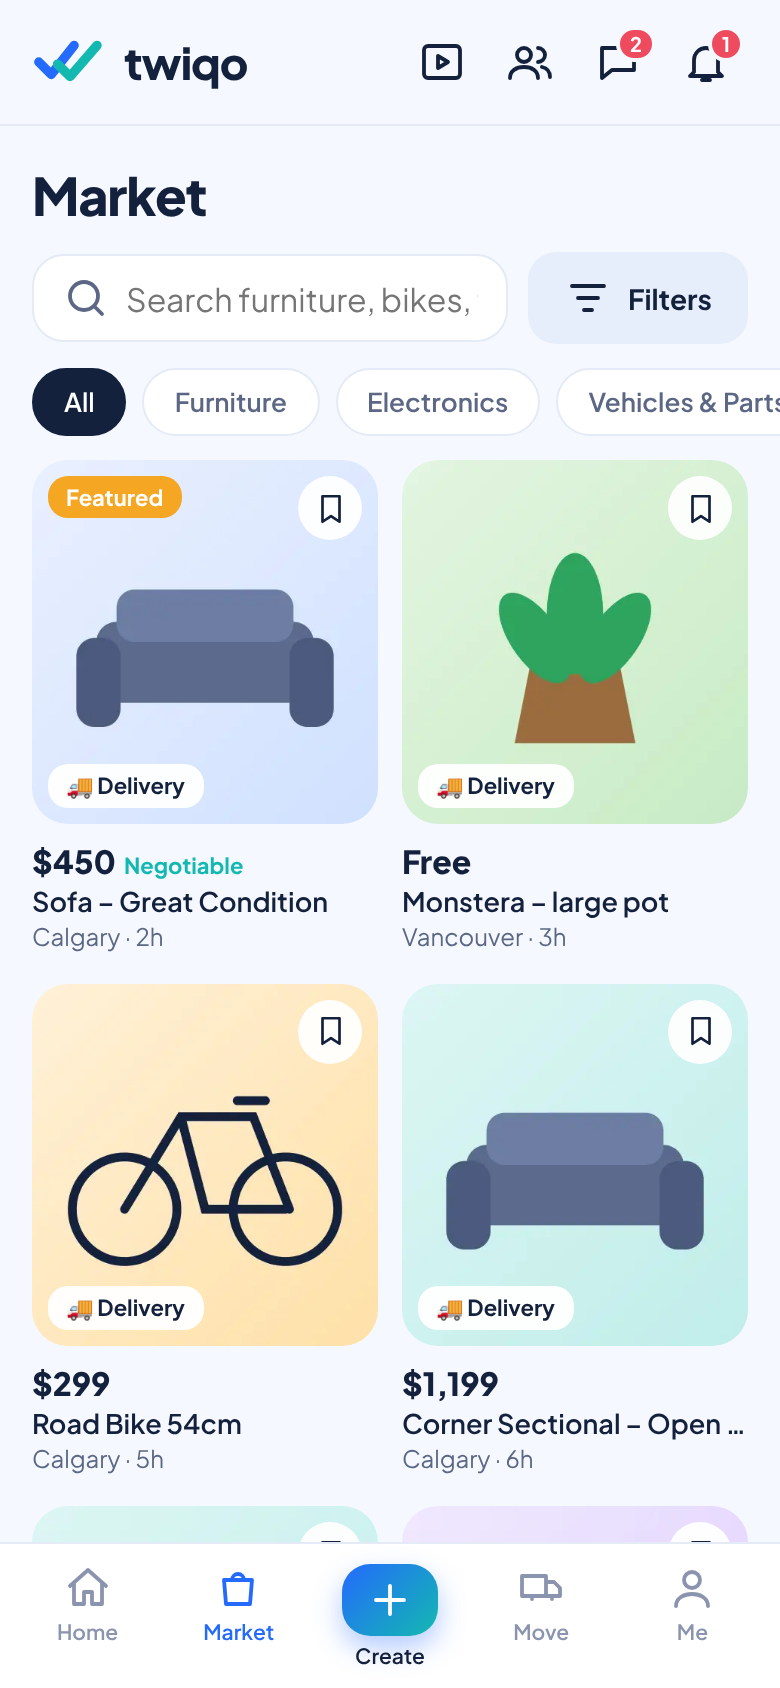 twiqo
2
1
Market
Search furniture, bikes,
Filters
All
Furniture
Electronics
Vehicles & Parts
Featured
🚚 Delivery
🚚 Delivery
$450 Negotiable
Sofa – Great Condition
Calgary · 2h
Free
Monstera – large pot
Vancouver · 3h
🚚 Delivery
🚚 Delivery
$299
Road Bike 54cm
Calgary · 5h
$1,199
Corner Sectional – Open ...
Calgary · 6h
Home
Market
Create
Move
Me